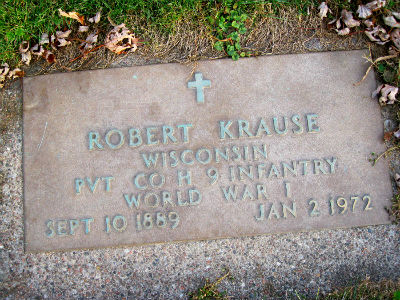 ROBERT KRAUSE
WISCONSIN
PVT CO H 9 INFANTRY
WORLD WAR I
SEPT 10 1889 JAN 2 1972